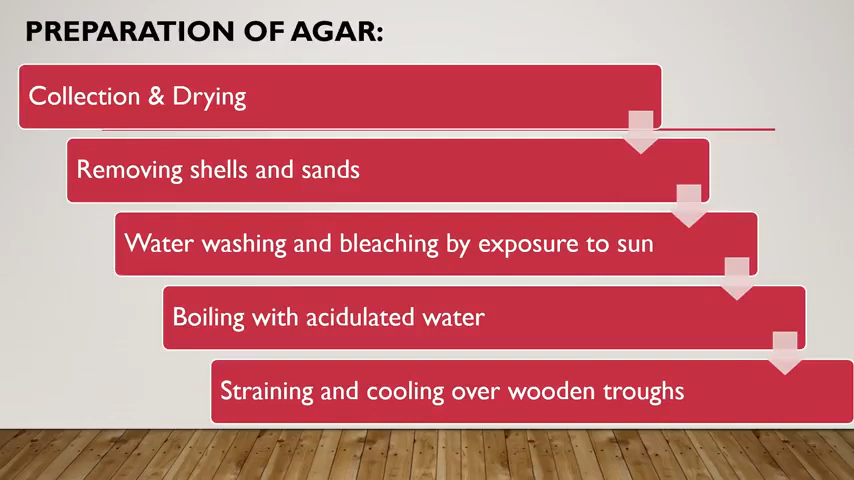 PREPARATION OF AGAR:
Collection & Drying
Removing shells and sands
Water washing and bleaching by exposure to sun
Boiling with acidulated water
Straining and cooling over wooden troughs